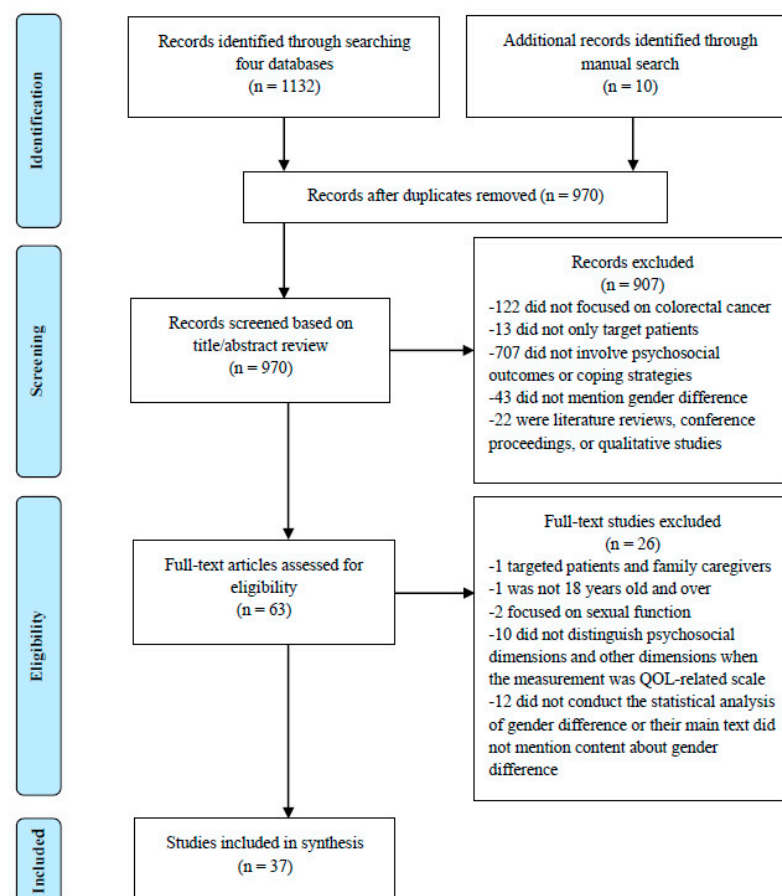 Identification
Records identified through searching
four databases
(n = 1132)
Additional records identified through
manual search
(n = 10)
Records after duplicates removed (n = 970)
Screening
Records screened based on
title/abstract review
(n = 970)
Records excluded
(n = 907)
-122 did not focused on colorectal cancer
-13 did not only target patients
-707 did not involve psychosocial
outcomes or coping strategies
-43 did not mention gender difference
-22 were literature reviews, conference
proceedings, or qualitative studies
Eligibility
Full-text articles assessed for
eligibility
(n = 63)
Full-text studies excluded
(n = 26)
-1 targeted patients and family caregivers
-1 was not 18 years old and over
-2 focused on sexual function
-10 did not distinguish psychosocial
dimensions and other dimensions when
the measurement was QOL-related scale
-12 did not conduct the statistical analysis
of gender difference or their main text did
not mention content about gender
difference
Included
Studies included in synthesis
(n = 37)